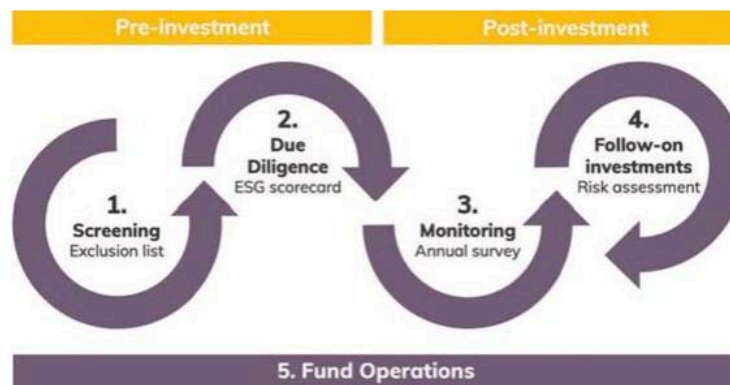 Pre-investment
Post-investment
1.
Screening
Exclusion list
2.
Due
Diligence
ESG scorecard
3.
Monitoring
Annual survey
4.
Follow-on
investments
Risk assessment
5. Fund Operations